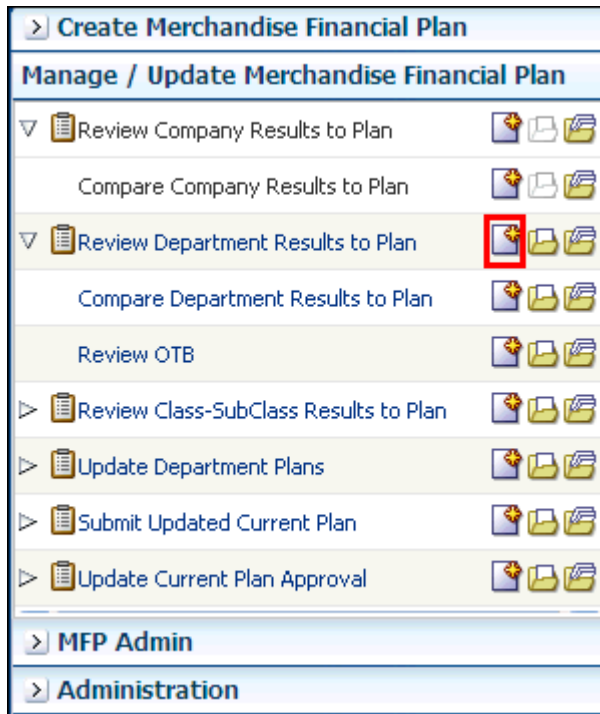 Create Merchandise Financial Plan
Manage / Update Merchandise Financial Plan
Review Company Results to Plan
Compare Company Results to Plan
Review Department Results to Plan
Compare Department Results to Plan
Review OTB
Review Class-SubClass Results to Plan
Update Department Plans
Submit Updated Current Plan
Update Current Plan Approval
MFP Admin
Administration